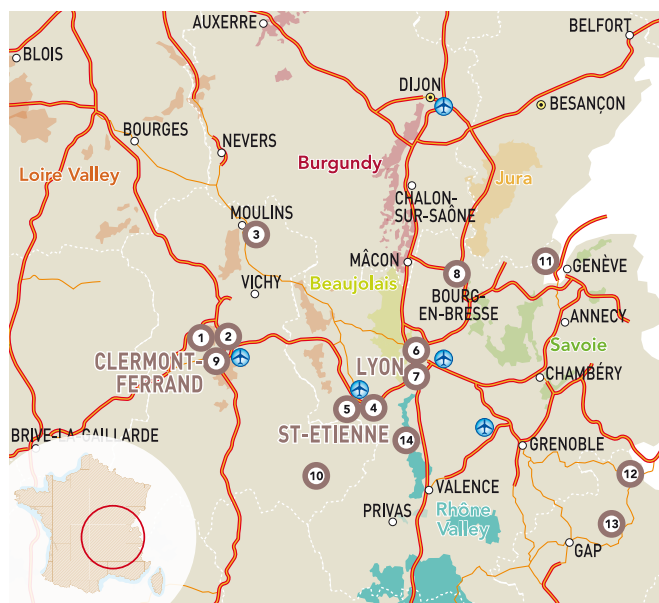 AUXERRE
BELFORT
BLOIS
DIJON
BESANÇON
BOURGES
NEVERS
Burgundy
Loire Valley
Jura
CHALON-
SUR-SAÔNE
MOULINS
3
MÂCON
8
11
GENÈVE
VICHY
Beaujolais
BOURG-
EN-BRESSE
ANNECY
1
2
6
Savoie
CLERMONT-
FERRAND
9
LYON
7
CHAMBÉRY
5
4
ST-ETIENNE
14
BRIVE-LA-GAILLARDE
GRENOBLE
10
12
VALENCE
PRIVAS
Rhône
Valley
13
GAP